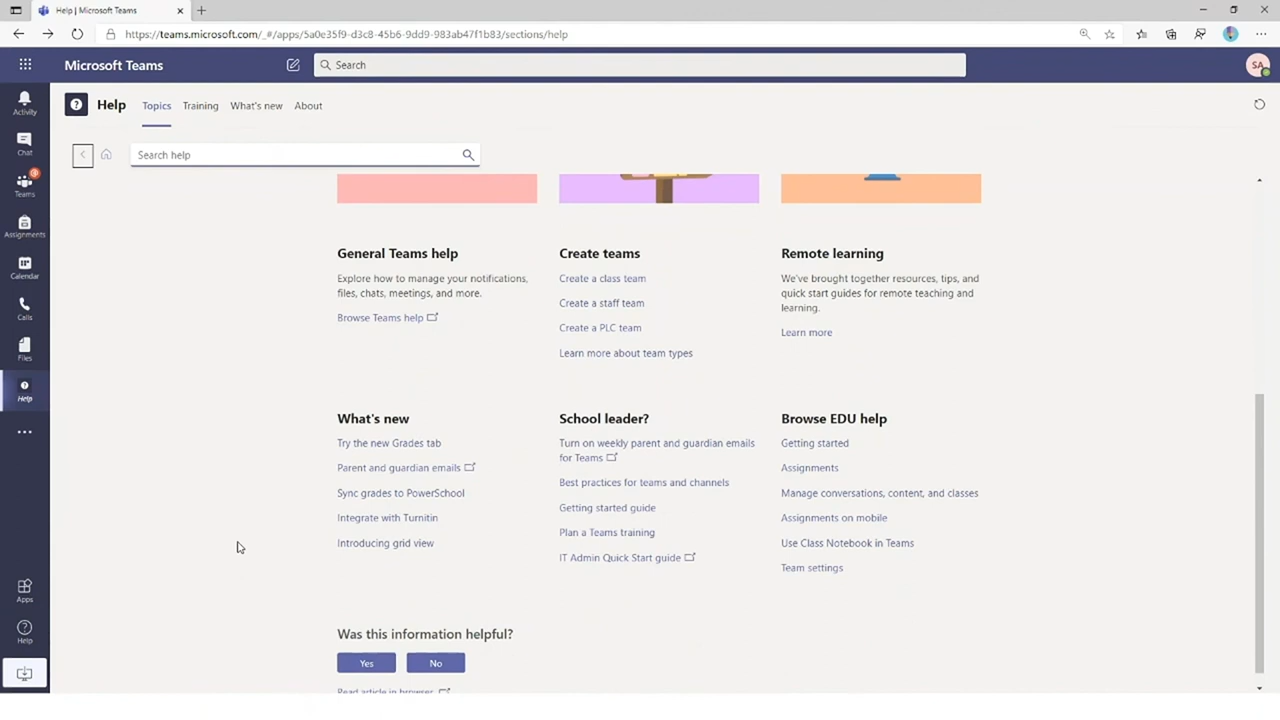 Help | Microsoft Teams
https://teams.microsoft.com/_#/apps/5a0e35f9-d3c8-45b6-9dd9-983ab47f1b83/sections/help
Microsoft Teams
Search
SA
Activity
Chat
Teams
Assignments
Calendar
Calls
Files
Help
Apps
Help
Help
Topics
Training
What's new
About
Search help
General Teams help
Explore how to manage your notifications,
files, chats, meetings, and more.
Browse Teams help
Create teams
Create a class team
Create a staff team
Create a PLC team
Learn more about team types
Remote learning
We've brought together resources, tips, and
quick start guides for remote teaching and
learning.
Learn more
What's new
Try the new Grades tab
Parent and guardian emails
Sync grades to PowerSchool
Integrate with Turnitin
Introducing grid view
School leader?
Turn on weekly parent and guardian emails
for Teams
Best practices for teams and channels
Getting started guide
Plan a Teams training
IT Admin Quick Start guide
Browse EDU help
Getting started
Assignments
Manage conversations, content, and classes
Assignments on mobile
Use Class Notebook in Teams
Team settings
Was this information helpful?
Yes
No
Read article in browser